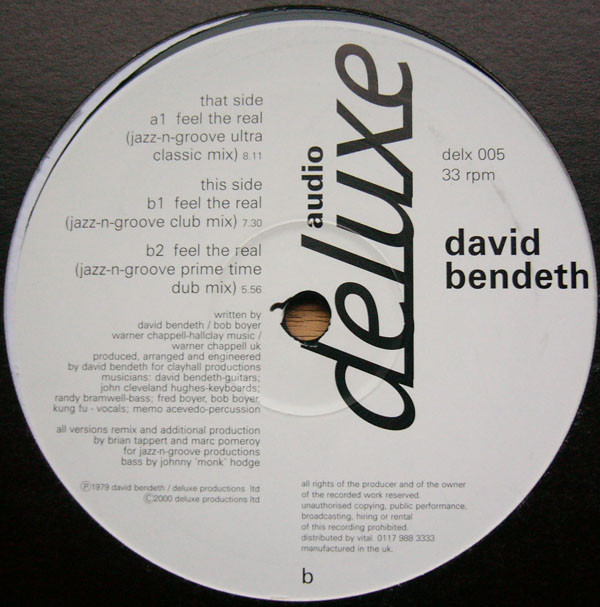 that side
a1 feel the real
(jazz-n-groove ultra
classic mix) 8.11
this side
b1 feel the real
(jazz-n-groove club mix) 7:30
b2 feel the real
(jazz-n-groove prime time
dub mix) 5.56
written by
david bendeth / bob boyer
warner chappell-hallday music /
warner chappell uk
produced, arranged and engineered
by david bendeth for clayhall productions
musicians: david bendeth-guitars;
john cleveland hughes-keyboards;
randy bramwell-bass; fred boyer, bob boyer,
kung fu - vocals; memo acevedo-percussion
all versions remix and additional production
by brian tappert and marc pomeroy
for jazz-n-groove productions
bass by johnny 'monk' hodge
Ⓟ1979 david bendeth / deluxe productions ltd
Ⓒ2000 deluxe productions ltd
audio
deluxe
delx 005
33 rpm
david
bendeth
all rights of the producer and of the owner
of the recorded work reserved.
unauthorised copying, public performance,
broadcasting, hiring or rental
of this recording prohibited.
distributed by vital. 0117 988 3333
manufactured in the uk.
b